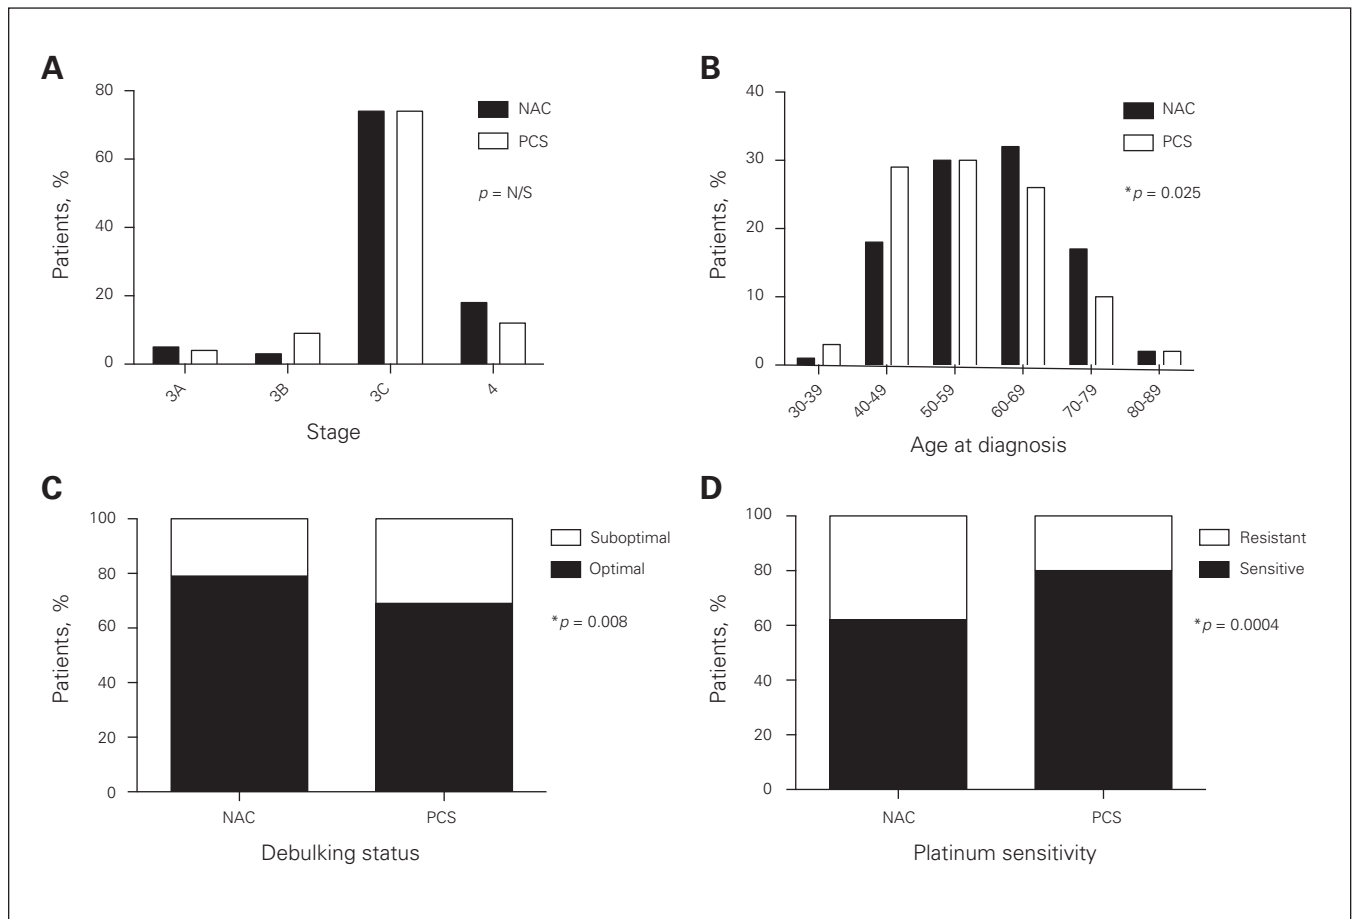 A
80
60
40
20
0
Patients, %
NAC
PCS
p = N/S
3A
3B
3C
4
Stage
B
40
30
20
10
0
Patients, %
NAC
PCS
*p = 0.025
30-39
40-49
50-59
60-69
70-79
80-89
Age at diagnosis
C
100
80
60
40
20
0
Patients, %
Suboptimal
Optimal
*p = 0.008
NAC
PCS
Debulking status
D
100
80
60
40
20
0
Patients, %
Resistant
Sensitive
*p = 0.0004
NAC
PCS
Platinum sensitivity